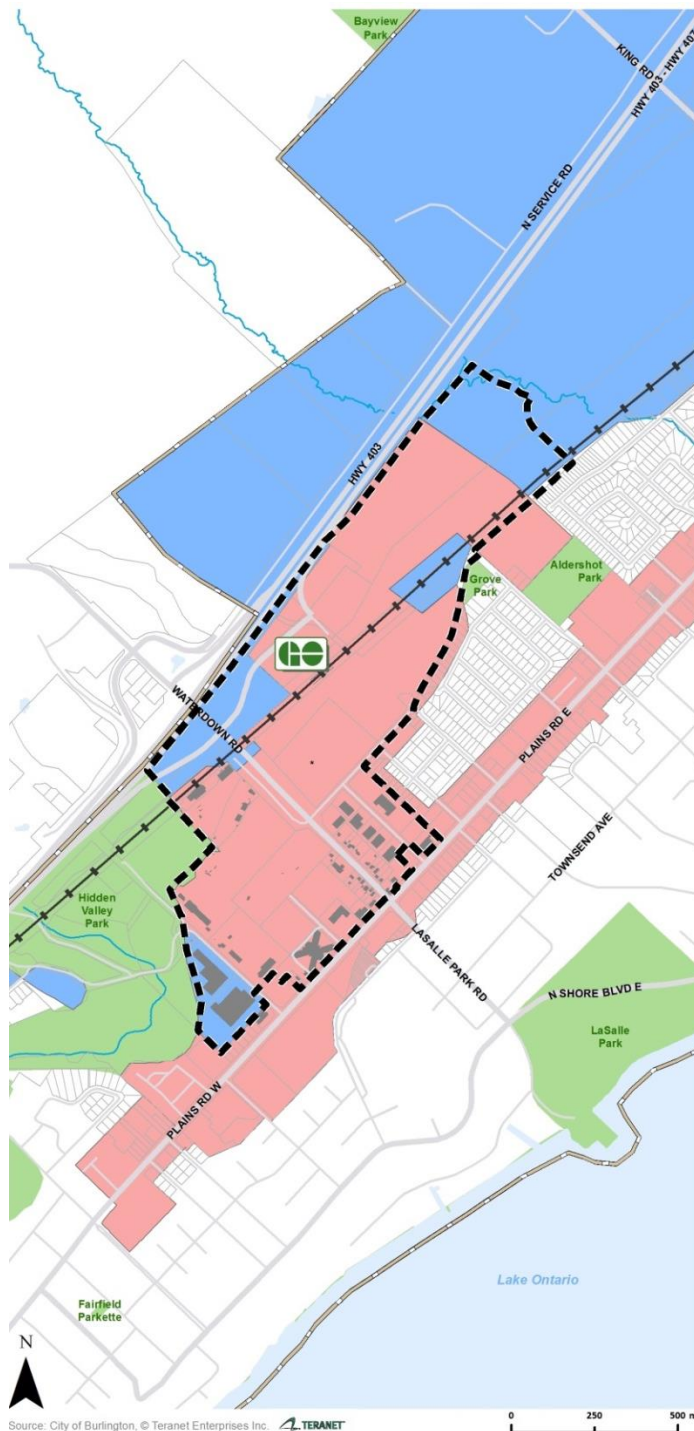 Bayview
Park
KING RD
HWY 403 - HWY 407
N SERVICE RD
HWY 403
Aldershot
Park
Grove
Park
GO
WATERDOWN RD
PLAINS RD E
TOWNSEND AVE
Hidden
Valley
Park
LASALLE PARK RD
N SHORE BLVD E
LaSalle
Park
PLAINS RD W
Lake Ontario
Fairfield
Parkette
N
Source: City of Burlington, © Teranet Enterprises Inc.
TERANET
0 250 500 m